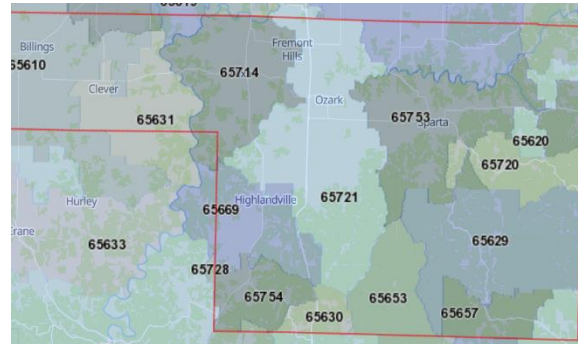 Billings
65610
Fremont
Hills
65714
Clever
Ozark
65631
65753
Sparta
65620
65720
65669
Highlandville
65721
Hurley
Crane
65633
65629
65728
65754
65653
65630
65657